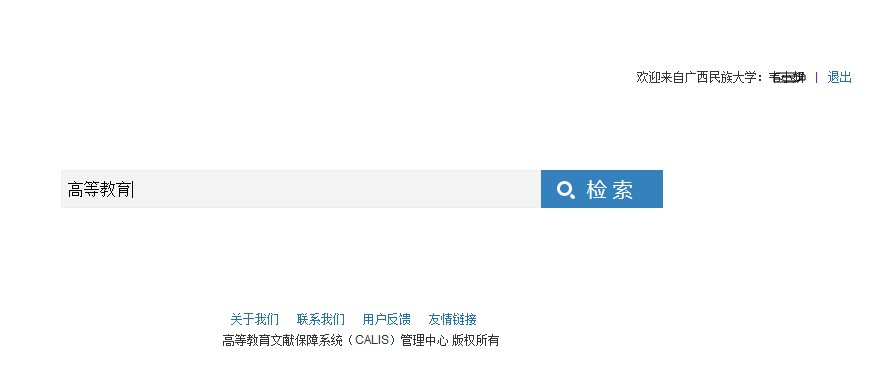 欢迎来自广西民族大学： | 退出
高等教育
检索
关于我们 联系我们 用户反馈 友情链接
高等教育文献保障系统（CALIS）管理中心 版权所有